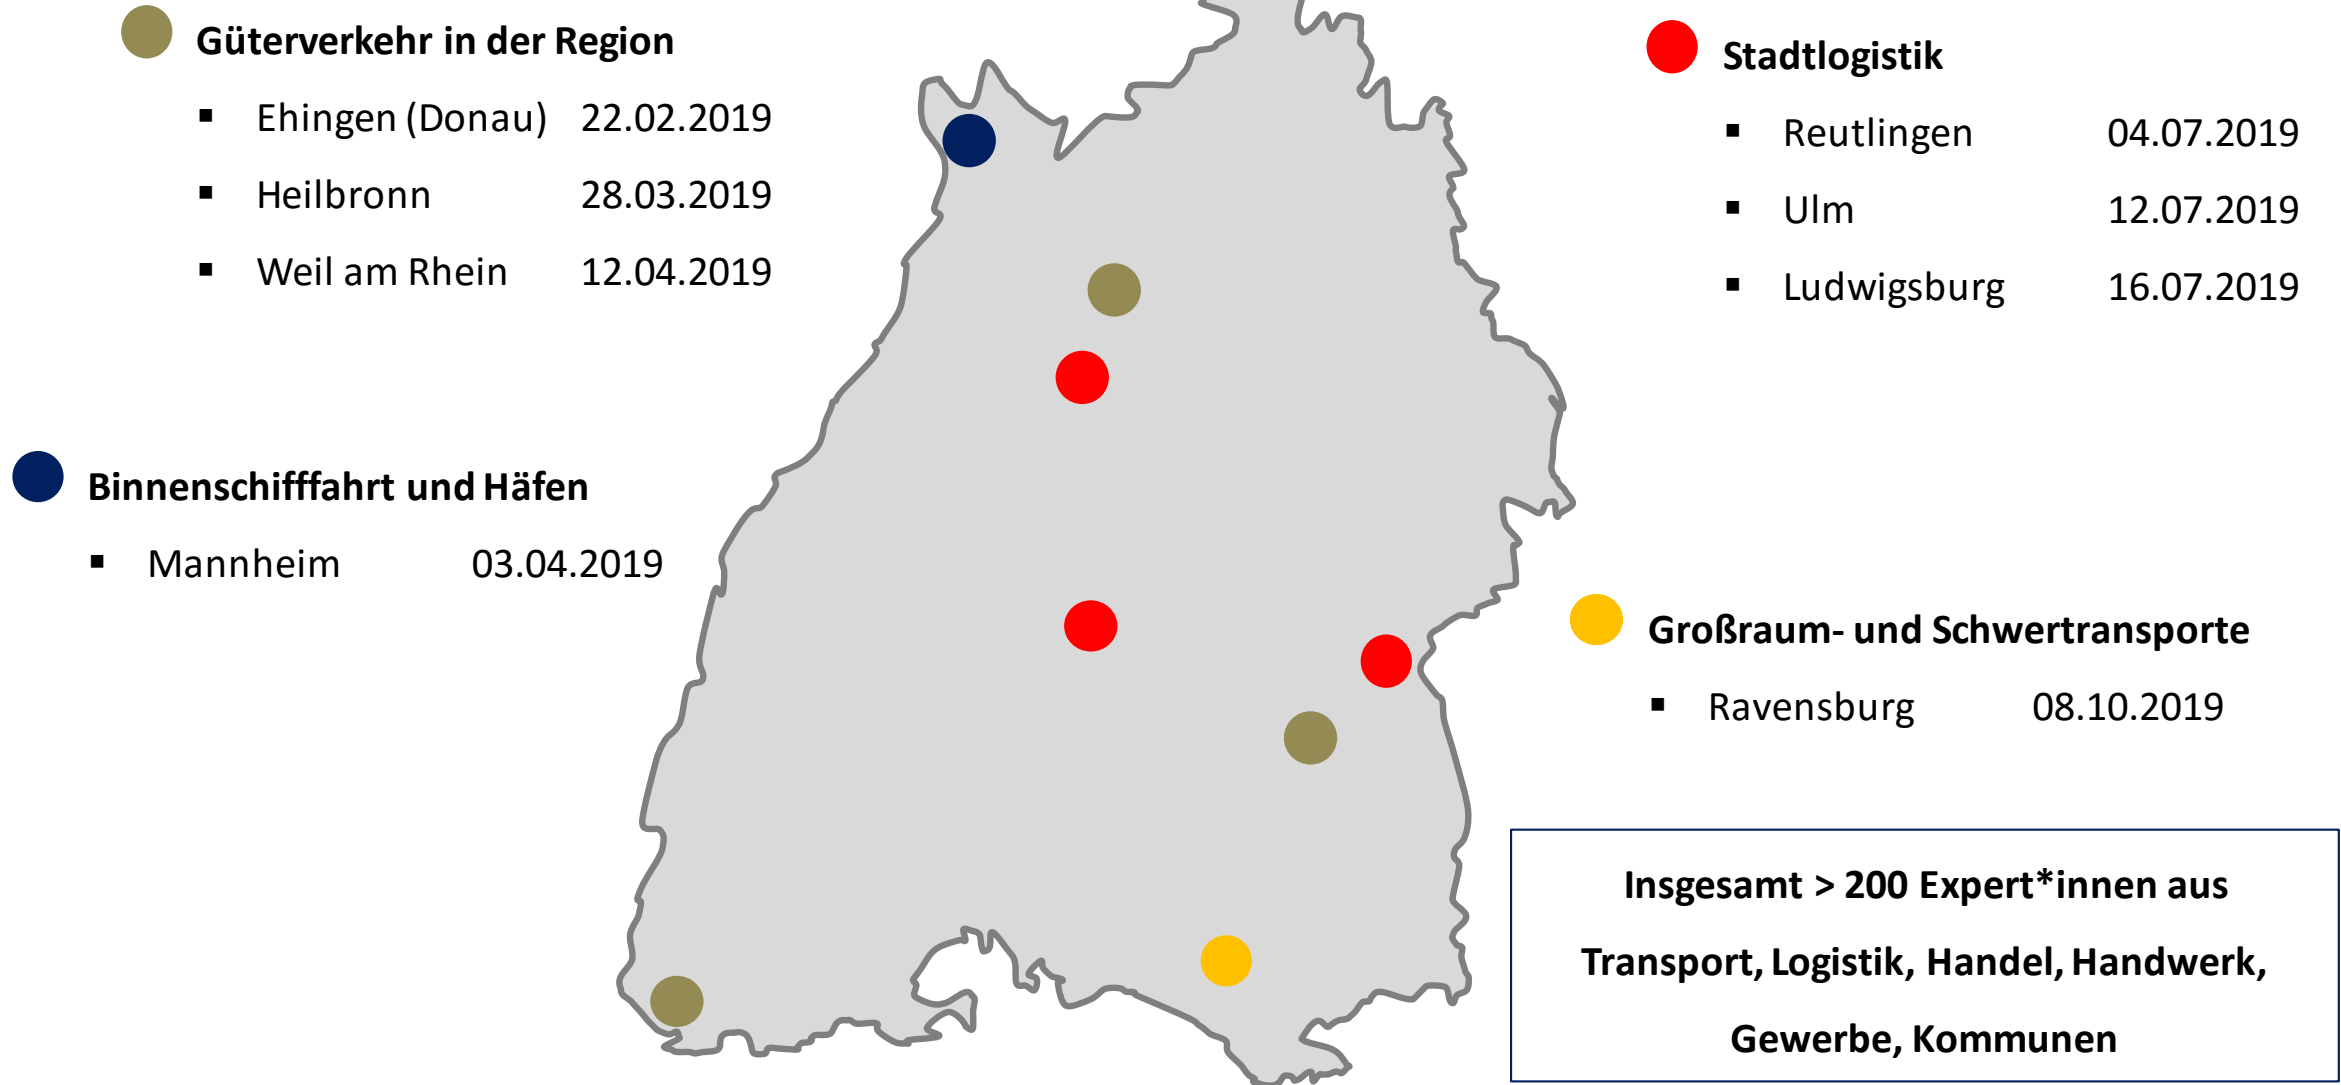 Güterverkehr in der Region
▪ Ehingen (Donau) 22.02.2019
▪ Heilbronn 28.03.2019
▪ Weil am Rhein 12.04.2019
Binnenschifffahrt und Häfen
▪ Mannheim 03.04.2019
Stadtlogistik
▪ Reutlingen 04.07.2019
▪ Ulm 12.07.2019
▪ Ludwigsburg 16.07.2019
Großraum- und Schwertransporte
▪ Ravensburg 08.10.2019
Insgesamt > 200 Expert*innen aus
Transport, Logistik, Handel, Handwerk,
Gewerbe, Kommunen